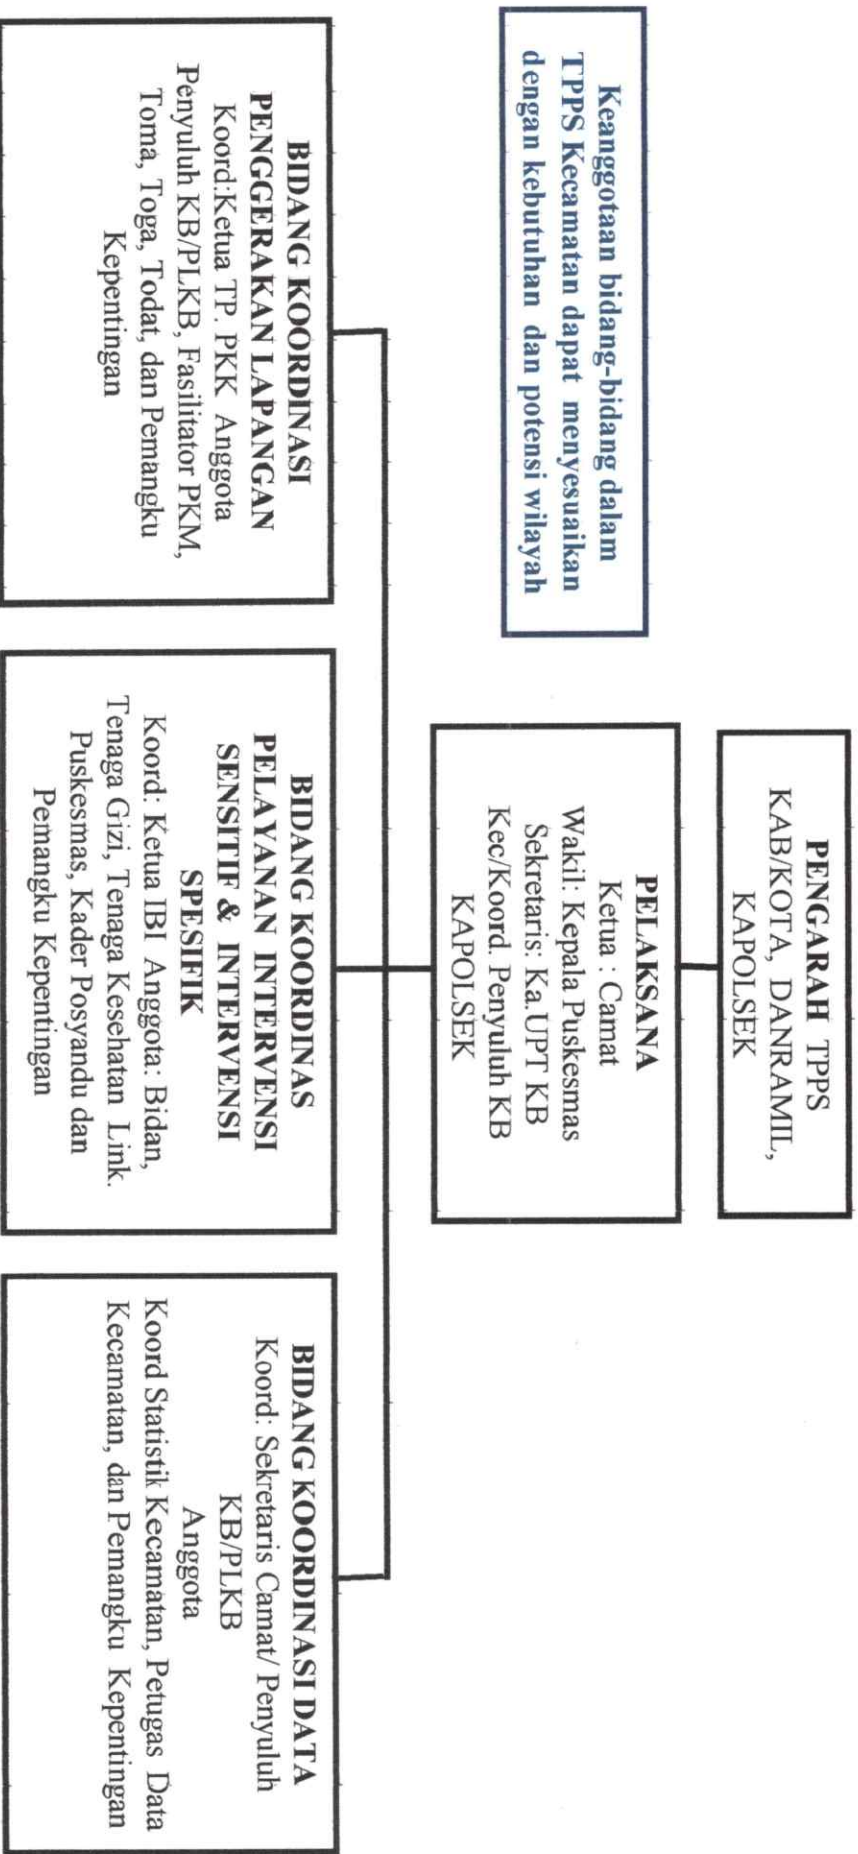 PENGARAH TPPS
KAB/KOTA, DANRAMIL,
KAPOLSEK
Keanggotaan bidang-bidang dalam
TPPS Kecamatan dapat menyesuaikan
dengan kebutuhan dan potensi wilayah
PELAKSANA
Ketua : Camat
Wakil: Kepala Puskesmas
Sekretaris: Ka.UPT KB
Kec/Koord. Penyuluh KB
KAPOLSEK
BIDANG KOORDINASI
PENGGERAKAN LAPANGAN
Koord:Ketua TP. PKK Anggota
Penyuluh KB/PLKB, Fasilitator PKM,
Toma, Toga, Todat, dan Pemangku
Kepentingan
BIDANG KOORDINAS
PELAYANAN INTERVENSI
SENSITIF & INTERVENSI
SPESIFIK
Koord: Ketua IBI Anggota: Bidan,
Tenaga Gizi, Tenaga Kesehatan Link.
Puskesmas, Kader Posyandu dan
Pemangku Kepentingan
BIDANG KOORDINASI DATA
Koord: Sekretaris Camat/ Penyuluh
KB/PLKB
Anggota
Koord Statistik Kecamatan, Petugas Data
Kecamatan, dan Pemangku Kepentingan